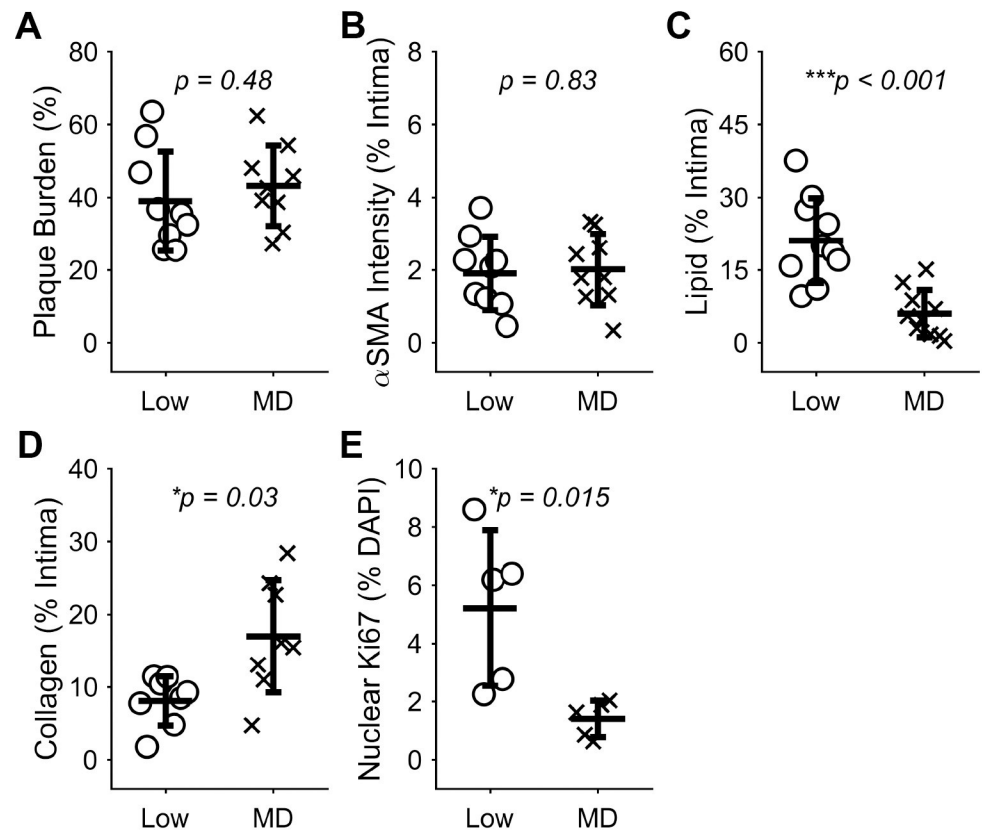 A
Plaque Burden (%)
80
60
40
20
0
p = 0.48
Low MD
B
αSMA Intensity (% Intima)
8
6
4
2
0
p = 0.83
Low MD
C
Lipid (% Intima)
60
45
30
15
0
***p < 0.001
Low MD
D
Collagen (% Intima)
40
30
20
10
0
*p = 0.03
Low MD
E
Nuclear Ki67 (% DAPI)
10
8
6
4
2
0
*p = 0.015
Low MD